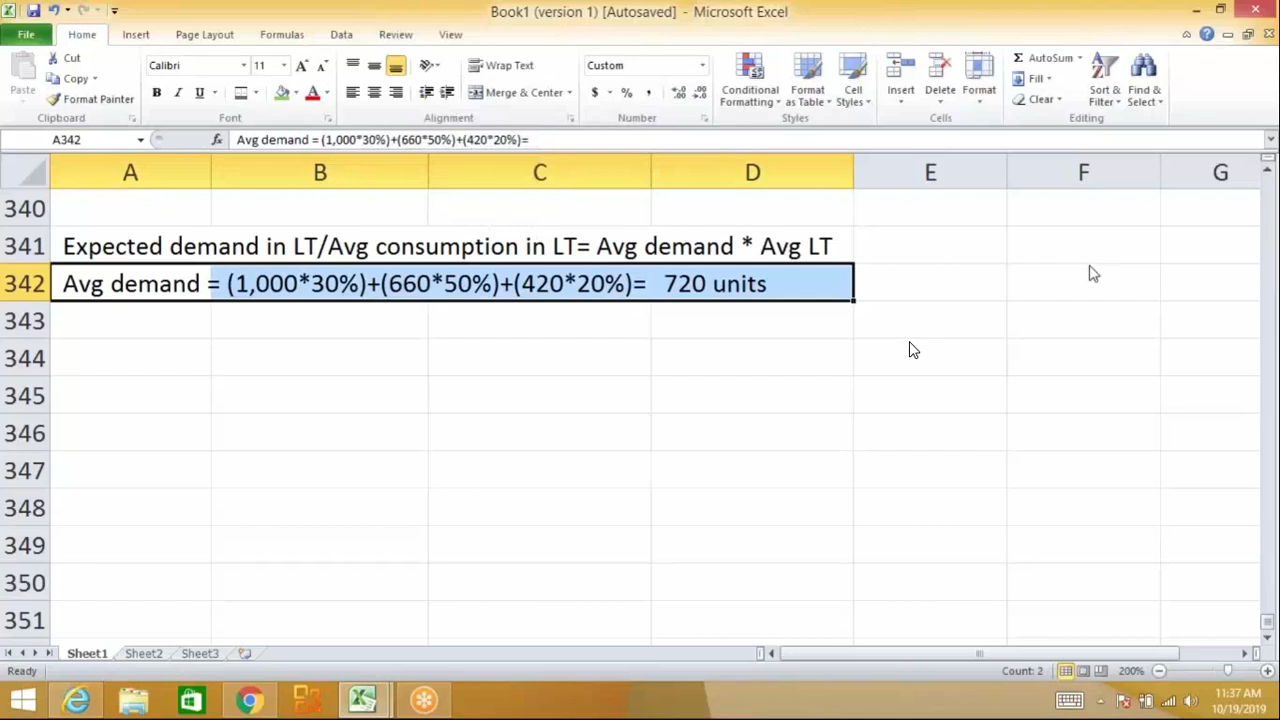 Book1 (version 1) [Autosaved] - Microsoft Excel
File Home Insert Page Layout Formulas Data Review View
Paste Cut Copy Format Painter Clipboard
Calibri 11 A A B I U A Font
Wrap Text Merge & Center Alignment
Custom $ % , Number
Conditional Formatting Format as Table Cell Styles Styles
Insert Delete Format Cells
Σ AutoSum Fill Clear Sort & Filter Find & Select Editing
A342 fx Avg demand = (1,000*30%)+(660*50%)+(420*20%)=
A B C D E F G
340
341 Expected demand in LT/Avg consumption in LT= Avg demand * Avg LT
342 Avg demand = (1,000*30%)+(660*50%)+(420*20%)= 720 units
343
344
345
346
347
348
349
350
351
Sheet1 Sheet2 Sheet3
Ready Count: 2 200%
11:37 AM
10/19/2019